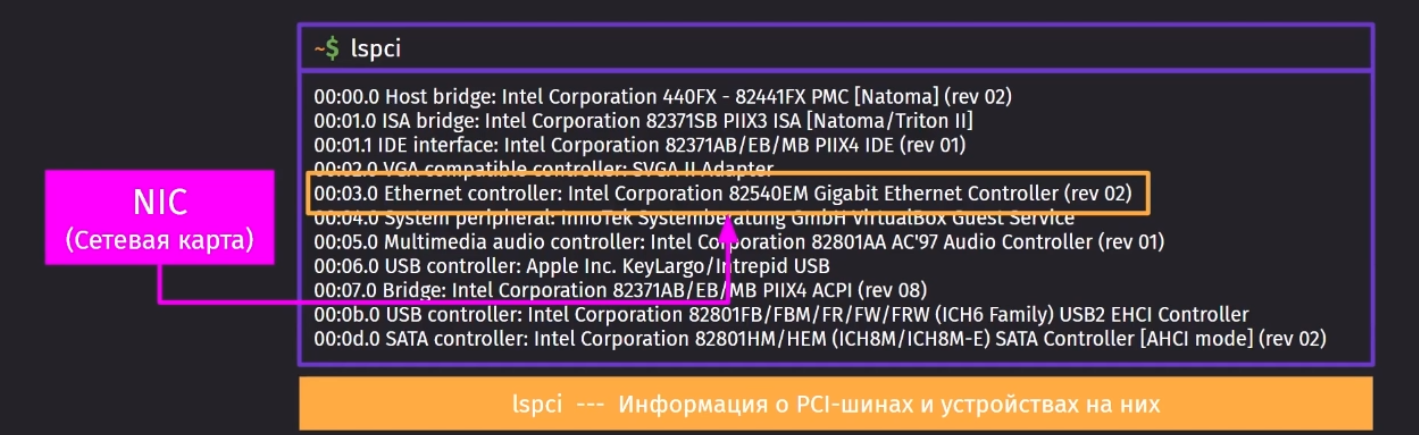 ~$ lspci
00:00.0 Host bridge: Intel Corporation 440FX - 82441FX PMC [Natoma] (rev 02)
00:01.0 ISA bridge: Intel Corporation 82371SB PIIX3 ISA [Natoma/Triton II]
00:01.1 IDE interface: Intel Corporation 82371AB/EB/MB PIIX4 IDE (rev 01)
00:02.0 VGA compatible controller: SVGA II Adapter
00:03.0 Ethernet controller: Intel Corporation 82540EM Gigabit Ethernet Controller (rev 02)
00:04.0 System peripheral: InnoTek Systemberatung GmbH VirtualBox Guest Service
00:05.0 Multimedia audio controller: Intel Corporation 82801AA AC'97 Audio Controller (rev 01)
00:06.0 USB controller: Apple Inc. KeyLargo/Intrepid USB
00:07.0 Bridge: Intel Corporation 82371AB/EB/MB PIIX4 ACPI (rev 08)
00:0b.0 USB controller: Intel Corporation 82801FB/FBM/FR/FW/FRW (ICH6 Family) USB2 EHCI Controller
00:0d.0 SATA controller: Intel Corporation 82801HM/HEM (ICH8M/ICH8M-E) SATA Controller [AHCI mode] (rev 02)
NIC
(Сетевая карта)
lspci --- Информация о PCI-шинах и устройствах на них